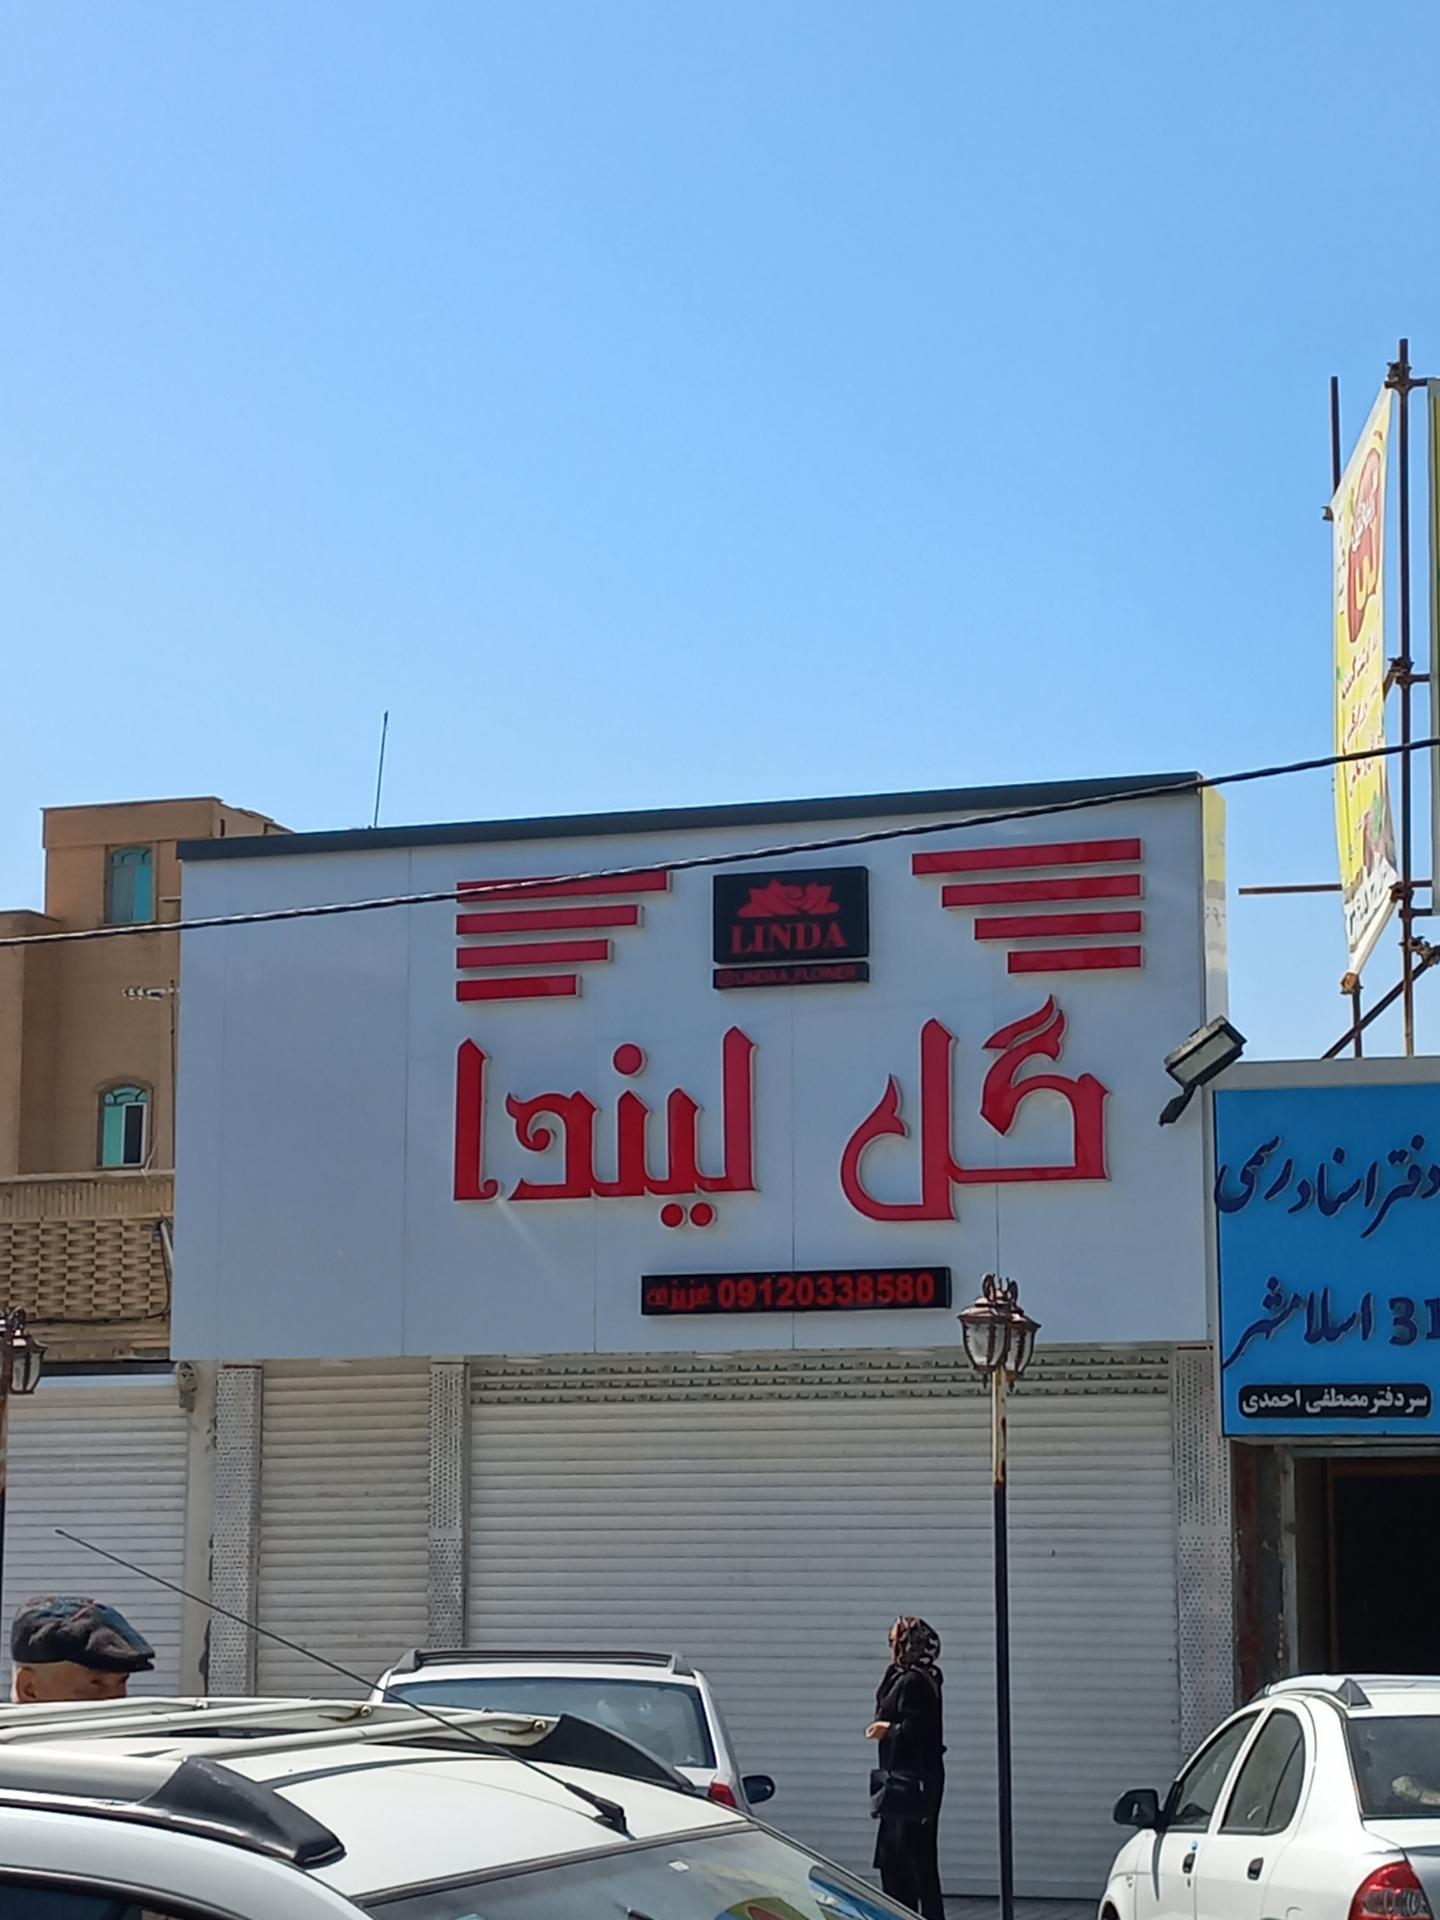 LINDA
@LINDAA_FLOWER
گل لیندا
09120338580 عزیزی
دفتر اسناد رسمی
31 اسلامشهر
سردفتر مصطفی احمدی